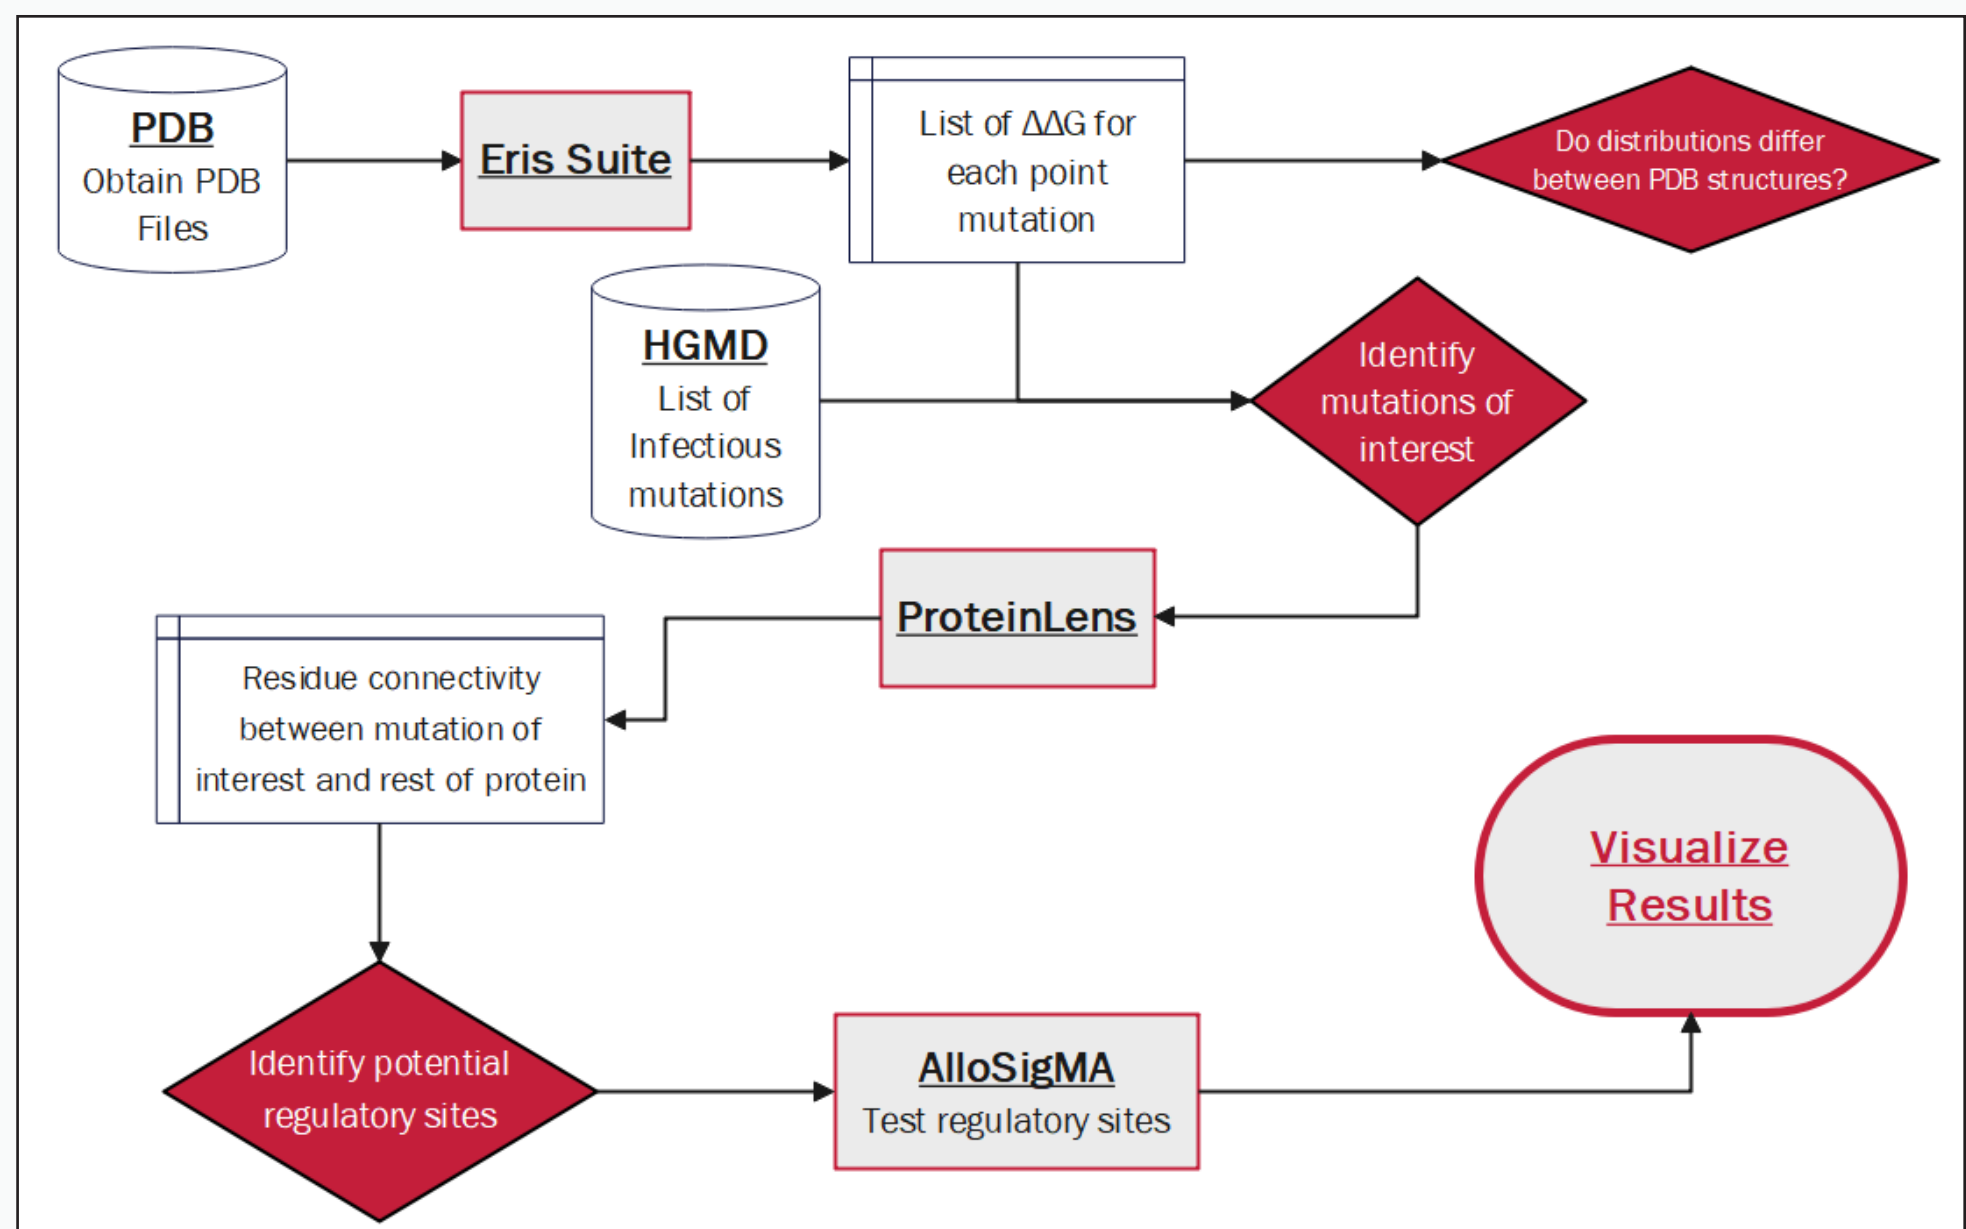 PDB
Obtain PDB
Files
Eris Suite
List of ΔΔG for
each point
mutation
Do distributions differ
between PDB structures?
HGMD
List of
Infectious
mutations
Identify
mutations of
interest
ProteinLens
Residue connectivity
between mutation of
interest and rest of protein
Visualize
Results
Identify potential
regulatory sites
AlloSigMA
Test regulatory sites